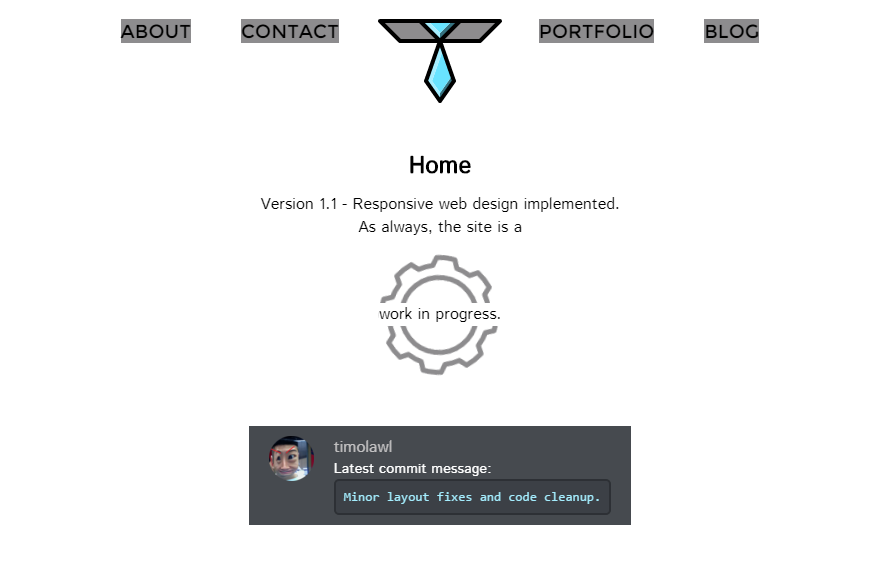 ABOUT CONTACT PORTFOLIO BLOG
Home
Version 1.1 - Responsive web design implemented.
As always, the site is a
work in progress.
timolawl
Latest commit message:
Minor layout fixes and code cleanup.